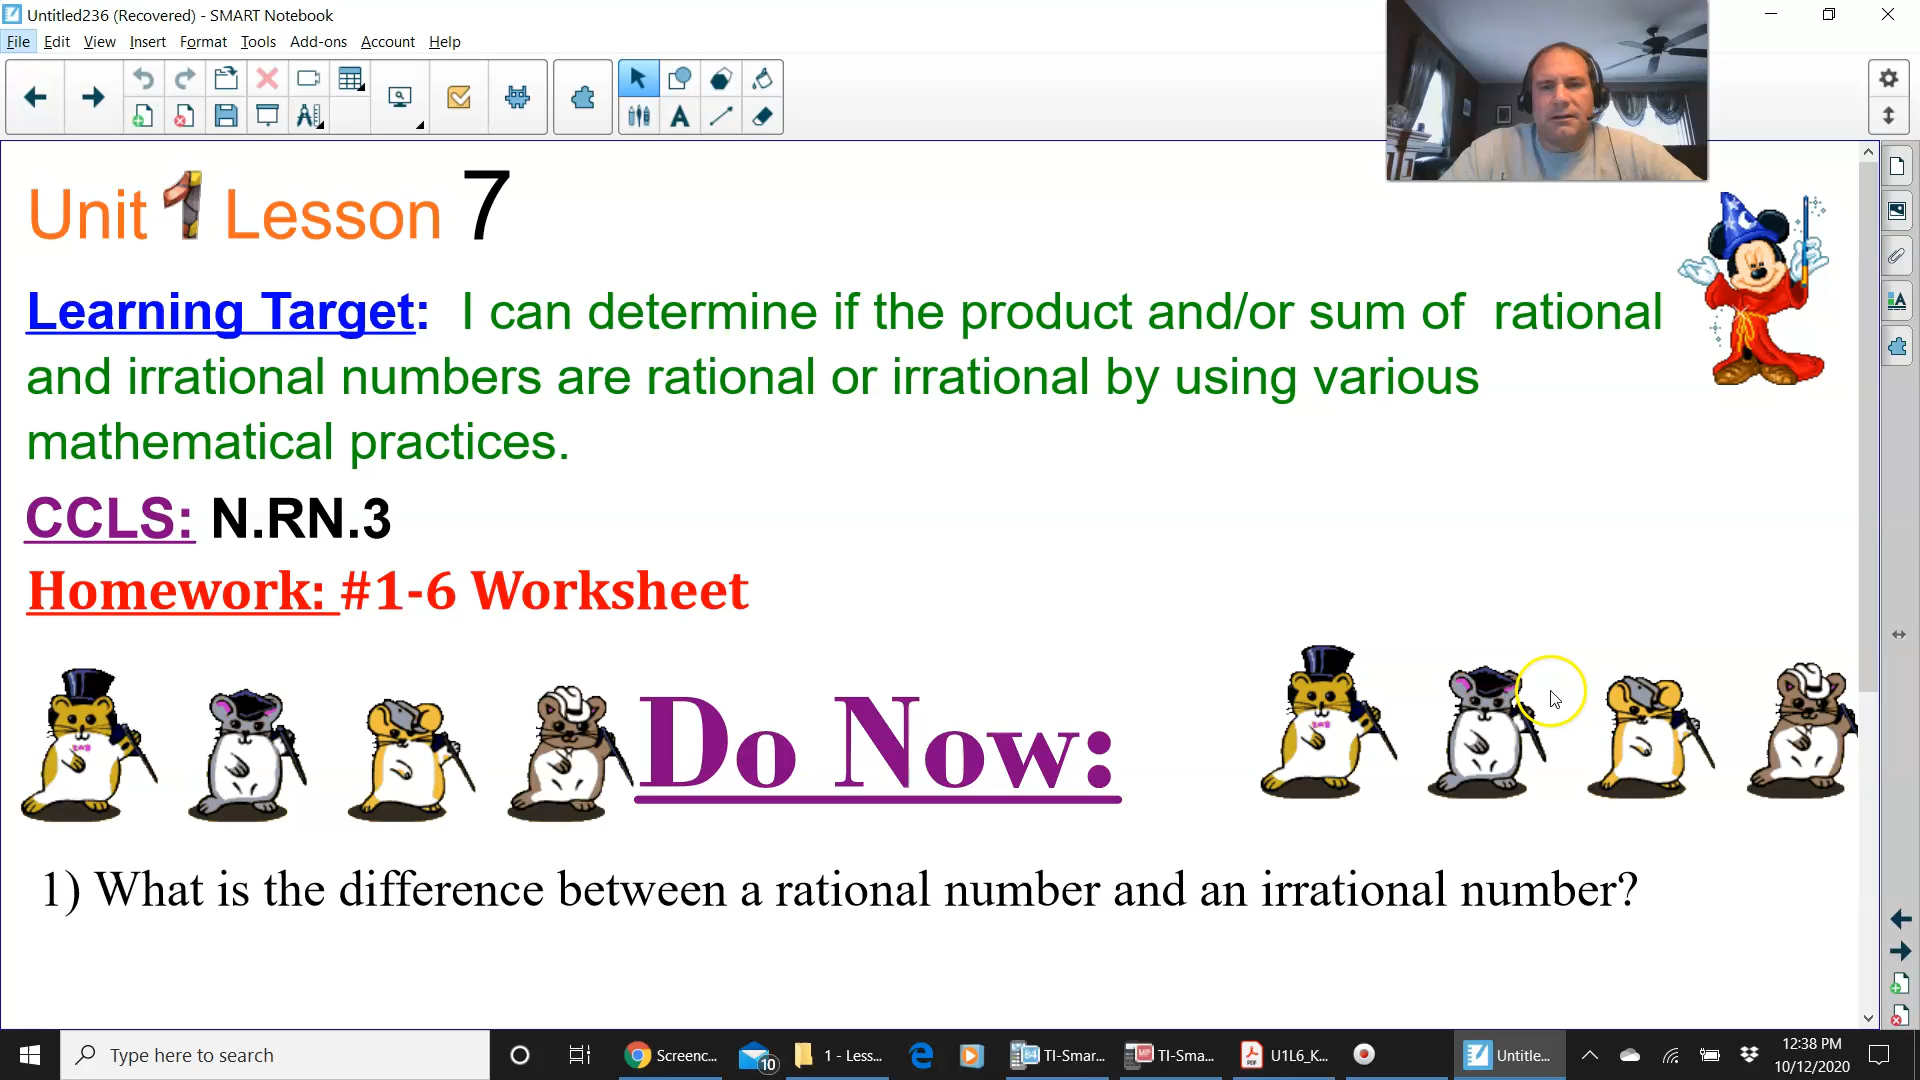 Untitled236 (Recovered) - SMART Notebook
File Edit View Insert Format Tools Add-ons Account Help
Unit 1 Lesson 7
Learning Target: I can determine if the product and/or sum of rational
and irrational numbers are rational or irrational by using various
mathematical practices.
CCLS: N.RN.3
Homework: #1-6 Worksheet
Do Now:
1) What is the difference between a rational number and an irrational number?
Type here to search
Screenc...
10
1 - Less...
TI-Smar...
TI-Sma...
U1L6_K...
Untitle...
12:38 PM
10/12/2020